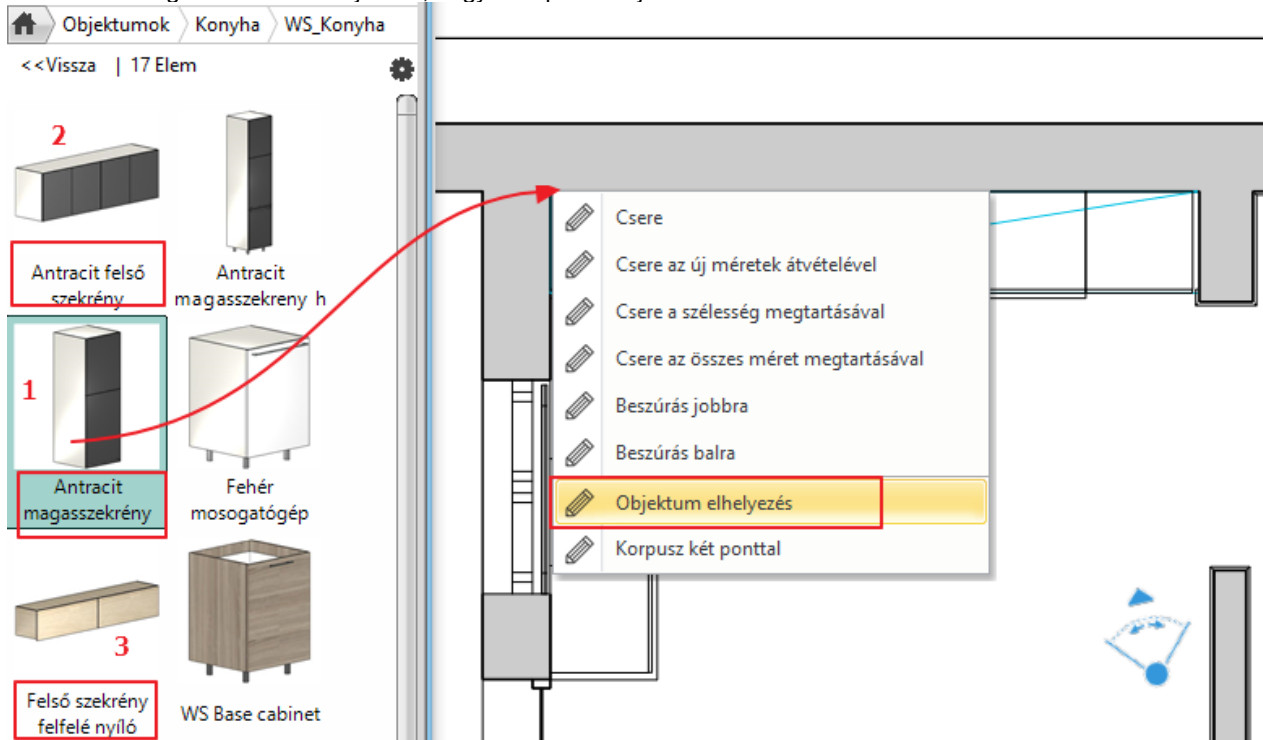 Objektumok Konyha WS_Konyha
<<Vissza | 17 Elem
2
Antracit felső
szekrény
Antracit
magasszekreny h
1
Antracit
magasszekrény
Fehér
mosogatógép
3
Felső szekrény
felfelé nyíló
WS Base cabinet
Csere
Csere az új méretek átvételével
Csere a szélesség megtartásával
Csere az összes méret megtartásával
Beszúrás jobbra
Beszúrás balra
Objektum elhelyezés
Korpusz két ponttal